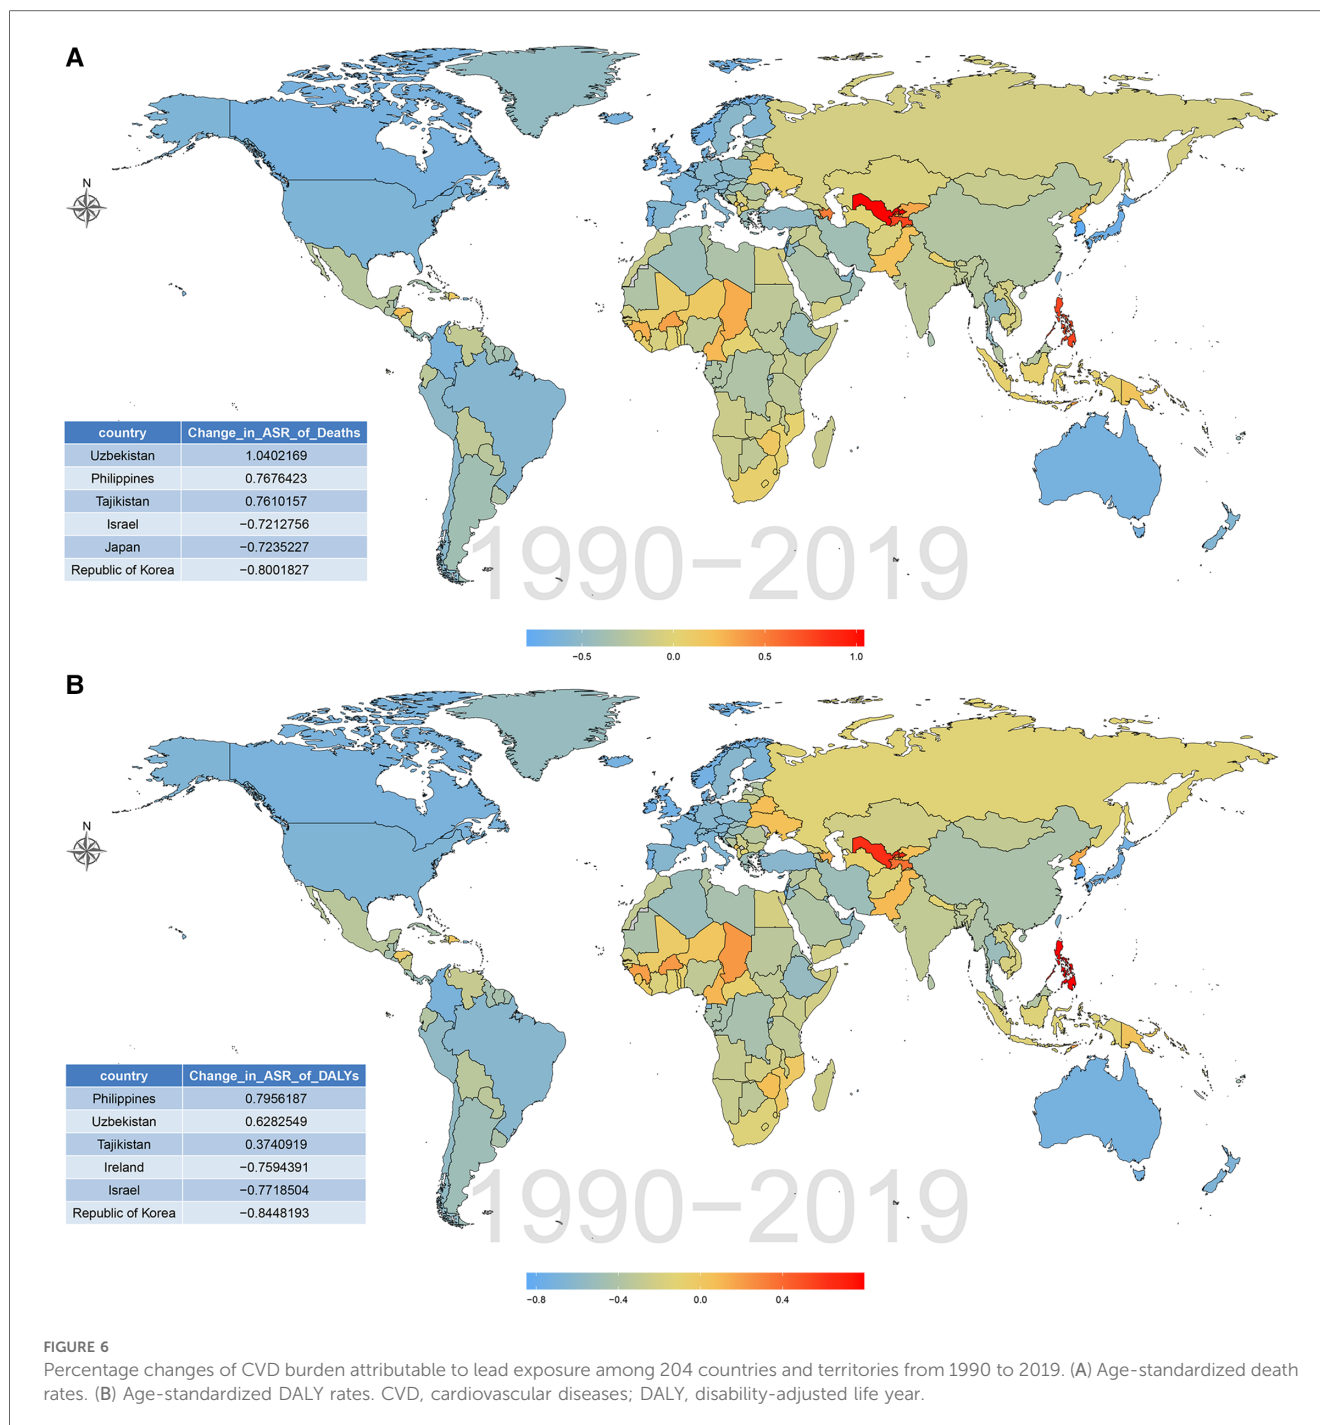 A
N
country Change_in_ASR_of_Deaths
Uzbekistan 1.0402169
Philippines 0.7676423
Tajikistan 0.7610157
Israel −0.7212756
Japan −0.7235227
Republic of Korea −0.8001827
1990−2019
−0.5 0.0 0.5 1.0
B
N
country Change_in_ASR_of_DALYs
Philippines 0.7956187
Uzbekistan 0.6282549
Tajikistan 0.3740919
Ireland −0.7594391
Israel −0.7718504
Republic of Korea −0.8448193
1990−2019
−0.8 −0.4 0.0 0.4
FIGURE 6
Percentage changes of CVD burden attributable to lead exposure among 204 countries and territories from 1990 to 2019. (A) Age-standardized death
rates. (B) Age-standardized DALY rates. CVD, cardiovascular diseases; DALY, disability-adjusted life year.